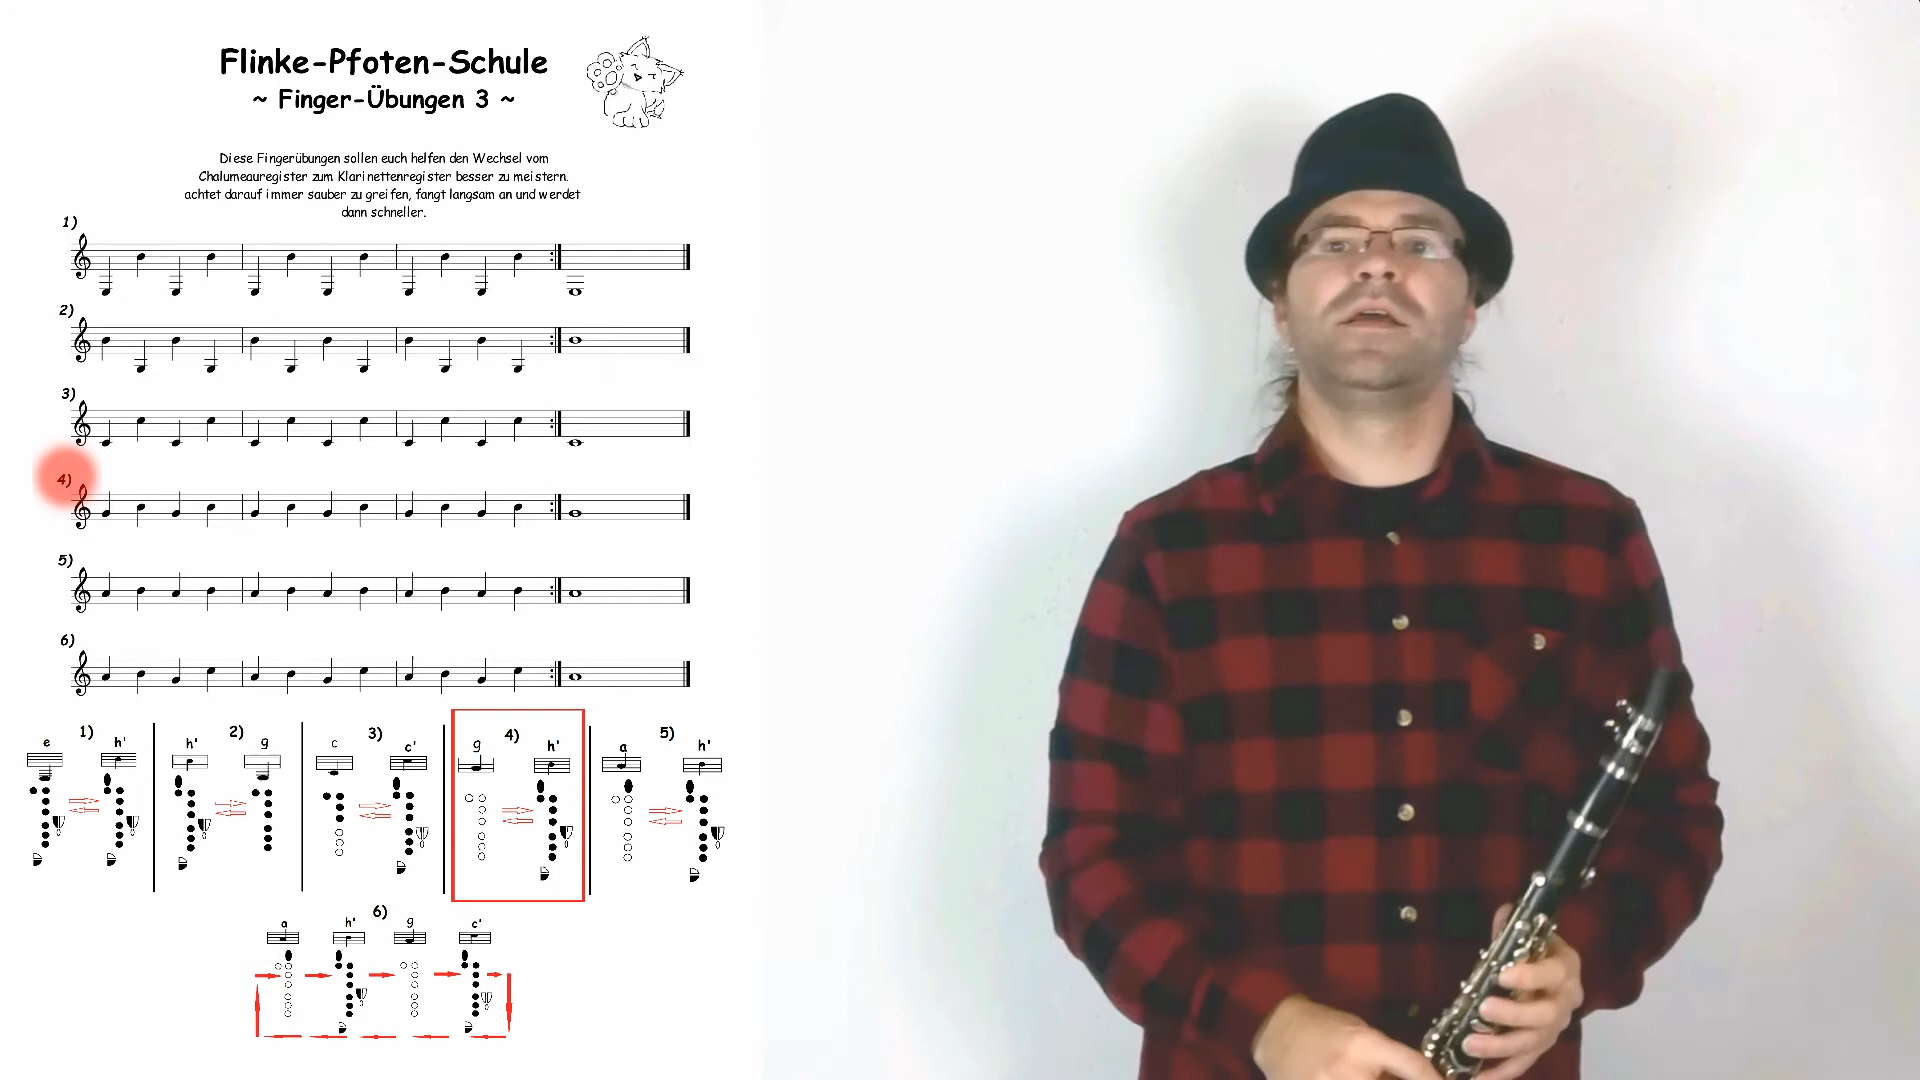 Flinke-Pfoten-Schule
~ Finger-Übungen 3 ~
Diese Fingerübungen sollen euch helfen den Wechsel vom
Chalumeauregister zum Klarinettenregister besser zu meistern.
achtet darauf immer sauber zu greifen, fangt langsam an und werdet
dann schneller.
1)
2)
3)
4)
5)
6)
1)
e h'
2)
h' g
3)
c c'
4)
g h'
5)
a h'
6)
a h' g c'